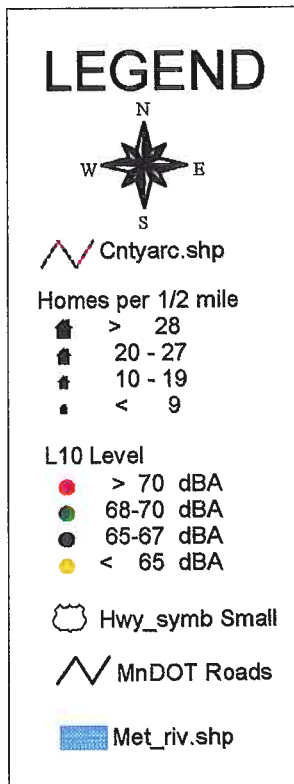 LEGEND
N
W E
S
Cntyarc.shp
Homes per 1/2 mile
> 28
20 - 27
10 - 19
< 9
L10 Level
> 70 dBA
68-70 dBA
65-67 dBA
< 65 dBA
Hwy_symb Small
MnDOT Roads
Met_riv.shp